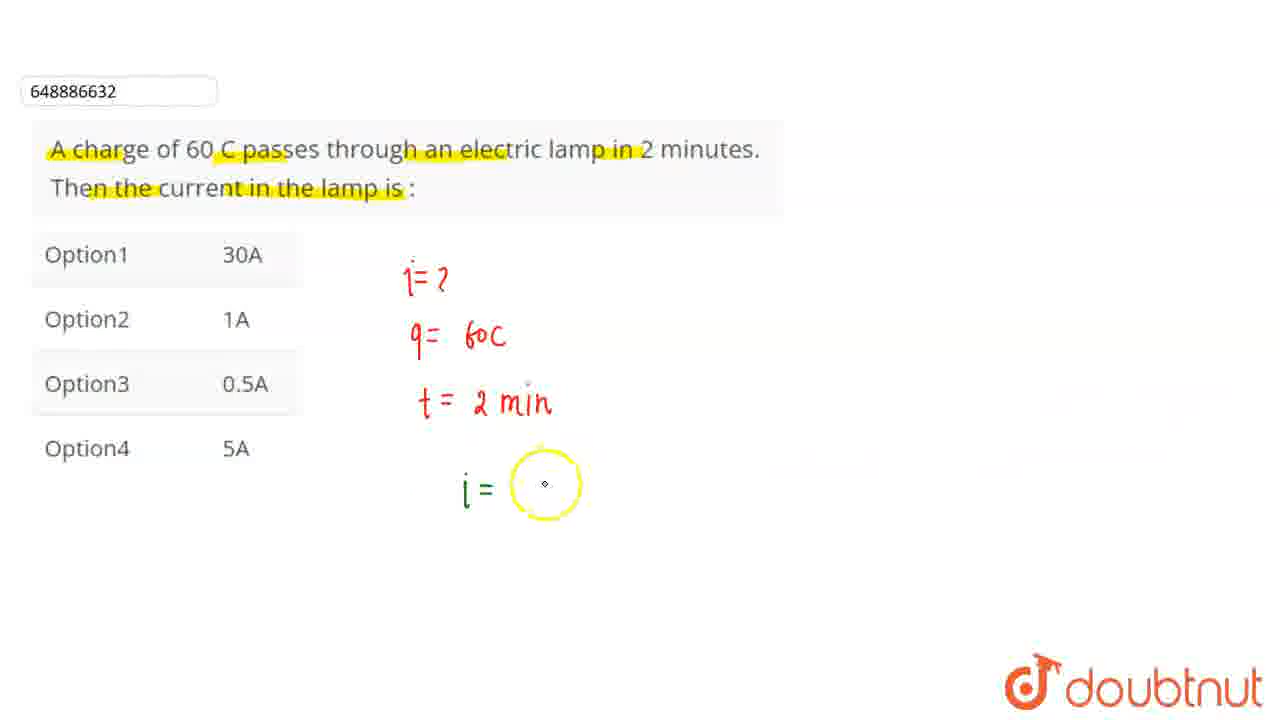 648886632
A charge of 60 C passes through an electric lamp in 2 minutes.
Then the current in the lamp is :
Option1 30A
Option2 1A
Option3 0.5A
Option4 5A
i= ?
q= 60C
t = 2 min
i =
doubtnut